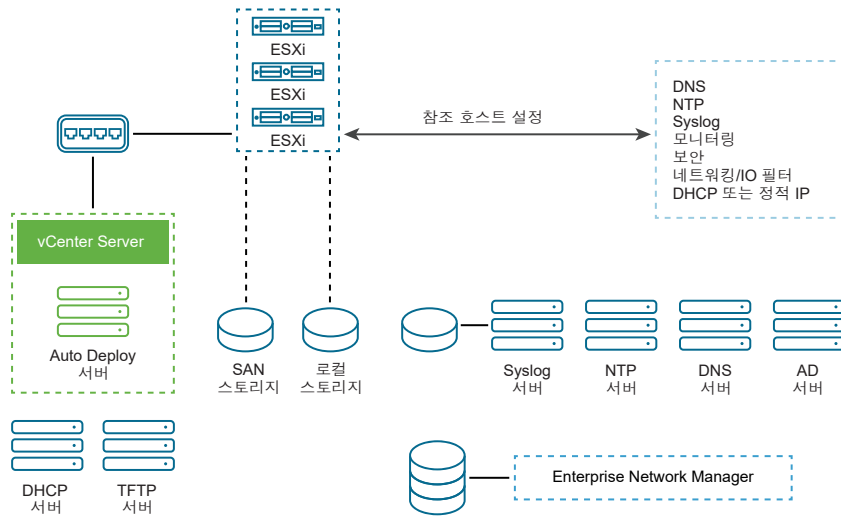 ESXi
ESXi
ESXi
참조 호스트 설정
DNS
NTP
Syslog
모니터링
보안
네트워킹/IO 필터
DHCP 또는 정적 IP
vCenter Server
Auto Deploy
서버
SAN
스토리지
로컬
스토리지
Syslog
서버
NTP
서버
DNS
서버
AD
서버
DHCP
서버
TFTP
서버
Enterprise Network Manager